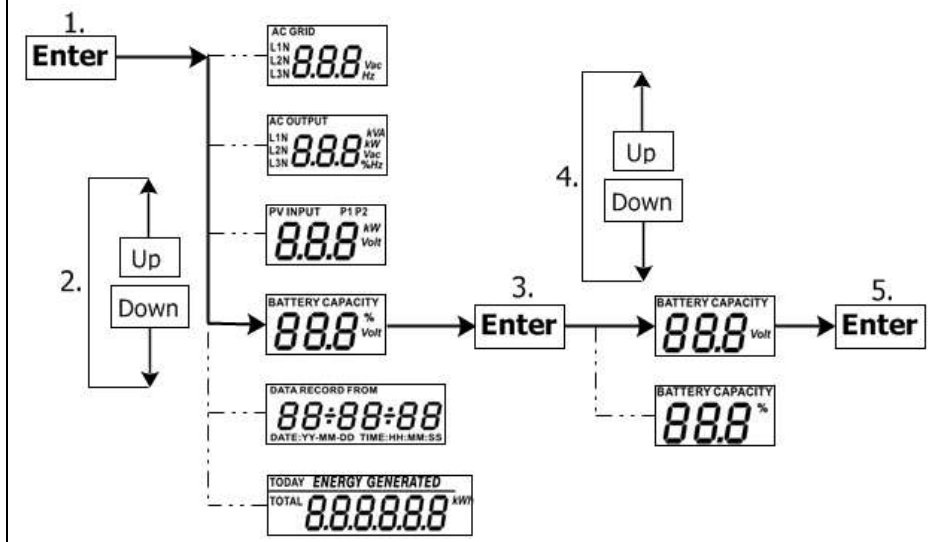 1.
Enter
AC GRID
L1N
L2N
L3N
8.8.8
Vac
Hz
AC OUTPUT
L1N
L2N
L3N
8.8.8
kVA
kW
Vac
%Hz
PV INPUT P1 P2
8.8.8
kW
Volt
2.
Up
Down
BATTERY CAPACITY
88.8
%
Volt
3.
Enter
4.
Up
Down
BATTERY CAPACITY
88.8
Volt
5.
Enter
BATTERY CAPACITY
88.8
%
DATA RECORD FROM
88:88:88
DATE:YY-MM-DD TIME:HH:MM:SS
TODAY ENERGY GENERATED
TOTAL
8.8.8.8.8.8
kWh